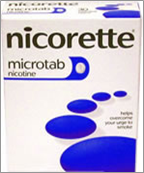 nicorette®
microtab
nicotine
helps
overcome
your urge to
smoke